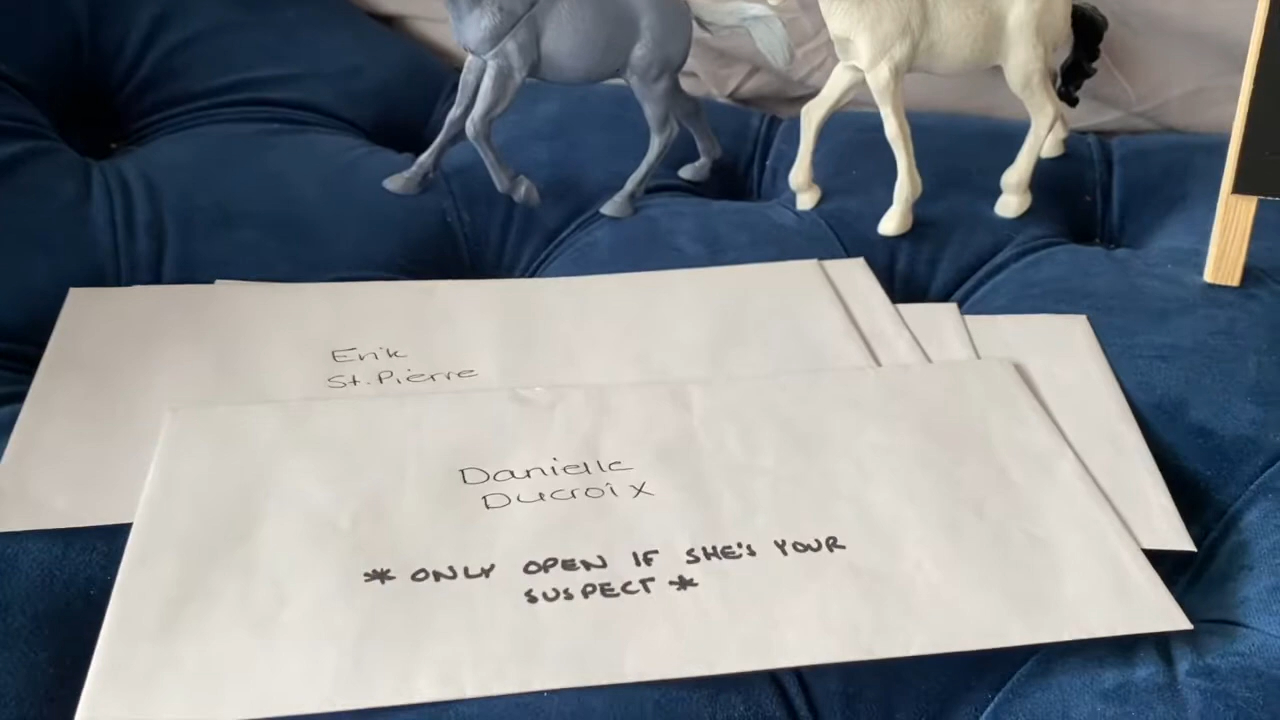 Erik
St. Pierre
Danielle
Ducroix
* ONLY OPEN IF SHE'S YOUR
SUSPECT *